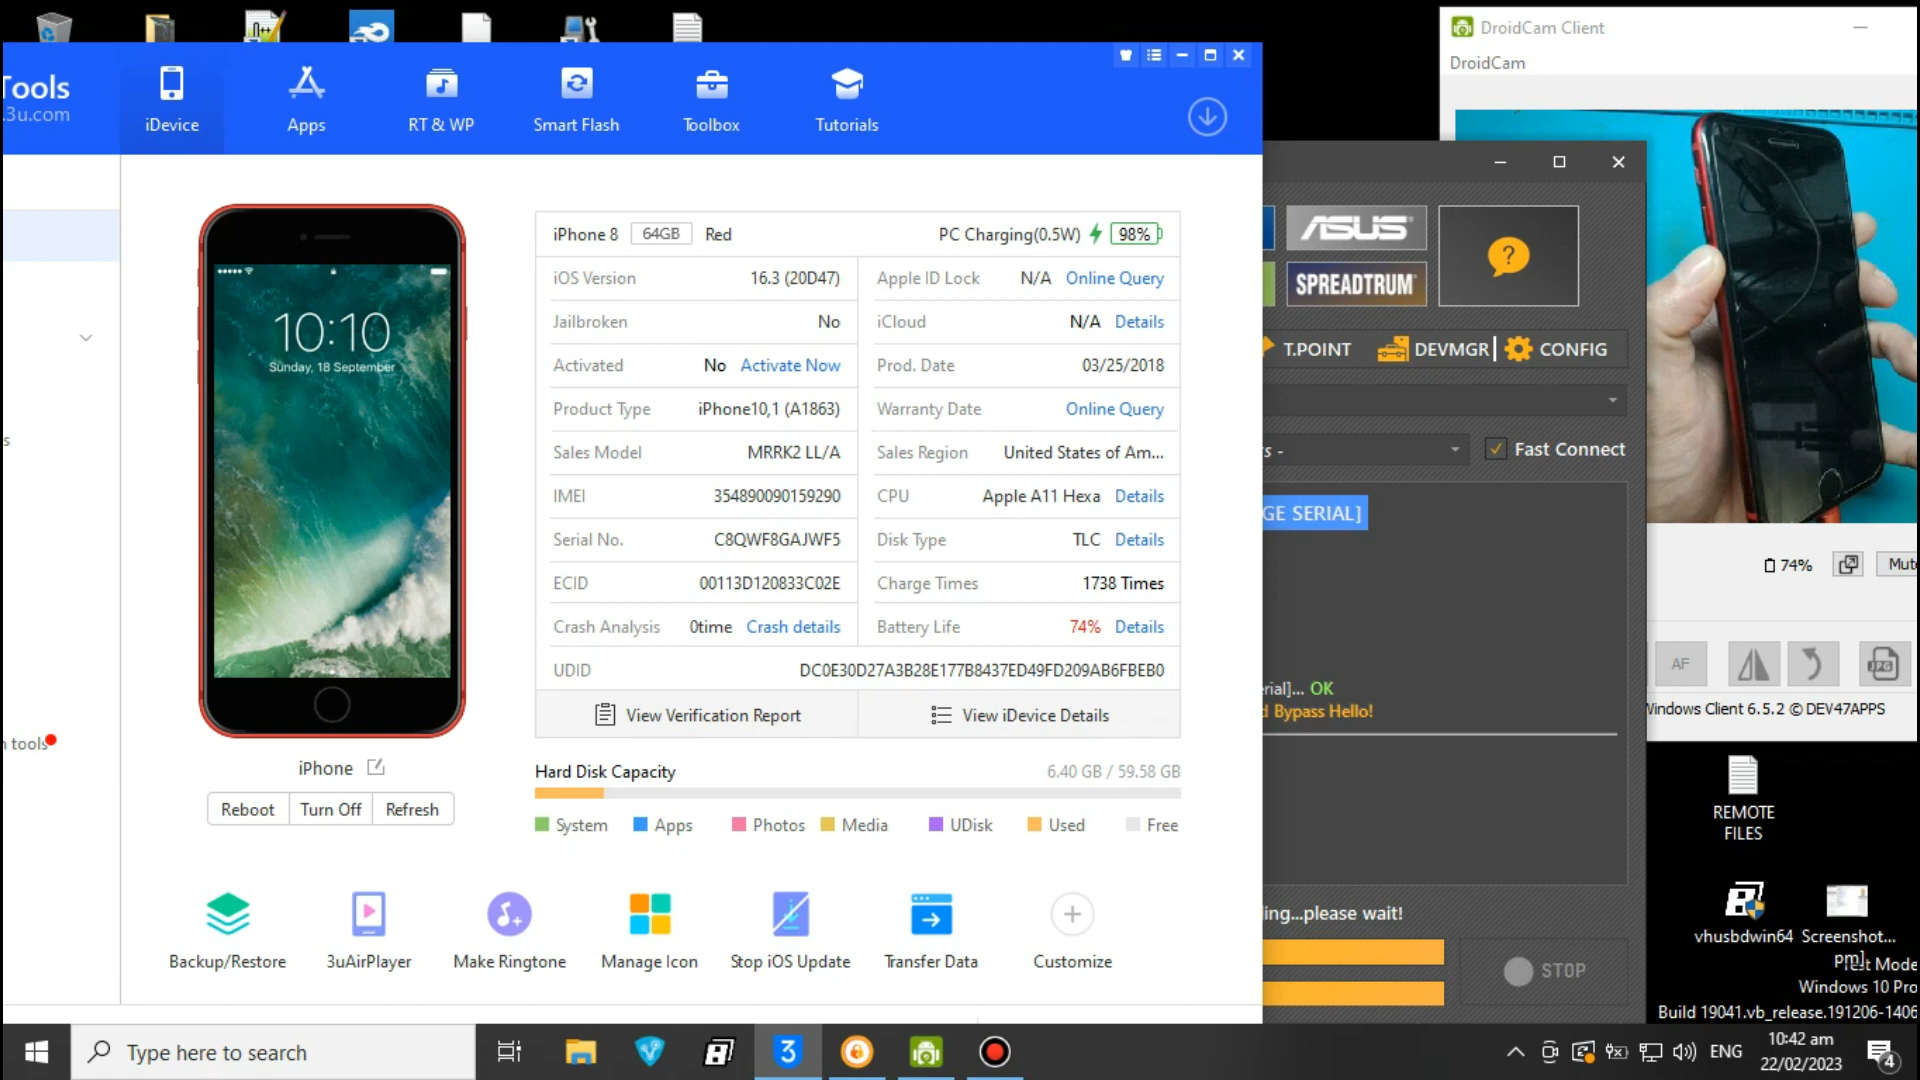 Tools
.3u.com
iDevice
Apps
RT & WP
Smart Flash
Toolbox
Tutorials
10:10
Sunday, 18 September
iPhone
Reboot
Turn Off
Refresh
iPhone 8 64GB Red
PC Charging(0.5W) 98%
iOS Version 16.3 (20D47)
Apple ID Lock N/A Online Query
Jailbroken No
iCloud N/A Details
Activated No Activate Now
Prod. Date 03/25/2018
Product Type iPhone10,1 (A1863)
Warranty Date Online Query
Sales Model MRRK2 LL/A
Sales Region United States of Am...
IMEI 354890090159290
CPU Apple A11 Hexa Details
Serial No. C8QWF8GAJWF5
Disk Type TLC Details
ECID 00113D120833C02E
Charge Times 1738 Times
Crash Analysis 0time Crash details
Battery Life 74% Details
UDID DC0E30D27A3B28E177B8437ED49FD209AB6FBEB0
View Verification Report
View iDevice Details
Hard Disk Capacity 6.40 GB / 59.58 GB
System Apps Photos Media UDisk Used Free
s
n tools
Backup/Restore
3uAirPlayer
Make Ringtone
Manage Icon
Stop iOS Update
Transfer Data
Customize
ASUS
SPREADTRUM
?
T.POINT
DEVMGR
CONFIG
rs -
Fast Connect
GE SERIAL]
rial]... OK
d Bypass Hello!
ing...please wait!
STOP
DroidCam Client
DroidCam
74%
Mute
AF
JPG
Windows Client 6.5.2 © DEV47APPS
REMOTE
FILES
vhusbdwin64
Screenshot...
pm]
Test Mode
Windows 10 Pro
Build 19041.vb_release.191206-1406
Type here to search
3
ENG
10:42 am
22/02/2023
4